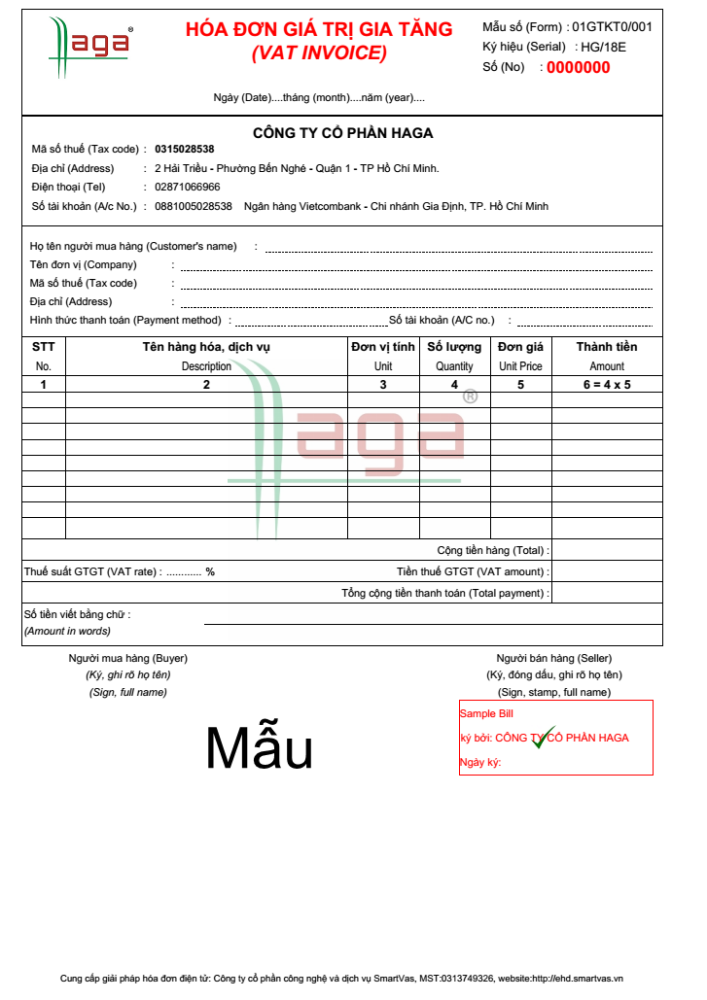 haga®
HÓA ĐƠN GIÁ TRỊ GIA TĂNG
(VAT INVOICE)
Mẫu số (Form) : 01GTKT0/001
Ký hiệu (Serial) : HG/18E
Số (No) : 0000000
Ngày (Date)....tháng (month)....năm (year)....
CÔNG TY CỔ PHẦN HAGA
Mã số thuế (Tax code) : 0315028538
Địa chỉ (Address) : 2 Hải Triều - Phường Bến Nghé - Quận 1 - TP Hồ Chí Minh.
Điện thoại (Tel) : 02871066966
Số tài khoản (A/c No.) : 0881005028538 Ngân hàng Vietcombank - Chi nhánh Gia Định, TP. Hồ Chí Minh
Họ tên người mua hàng (Customer's name) :
Tên đơn vị (Company) :
Mã số thuế (Tax code) :
Địa chỉ (Address) :
Hình thức thanh toán (Payment method) : Số tài khoản (A/C no.) :
STT Tên hàng hóa, dịch vụ Đơn vị tính Số lượng Đơn giá Thành tiền
No. Description Unit Quantity Unit Price Amount
1 2 3 4 5 6 = 4 x 5
haga®
Cộng tiền hàng (Total) :
Thuế suất GTGT (VAT rate) : ............ % Tiền thuế GTGT (VAT amount) :
Tổng cộng tiền thanh toán (Total payment) :
Số tiền viết bằng chữ :
(Amount in words)
Người mua hàng (Buyer) Người bán hàng (Seller)
(Ký, ghi rõ họ tên) (Ký, đóng dấu, ghi rõ họ tên)
(Sign, full name) (Sign, stamp, full name)
Sample Bill
ký bởi: CÔNG TY CỔ PHẦN HAGA
Ngày ký:
Mẫu
Cung cấp giải pháp hóa đơn điện tử: Công ty cổ phần công nghệ và dịch vụ SmartVas, MST:0313749326, website:http://ehd.smartvas.vn